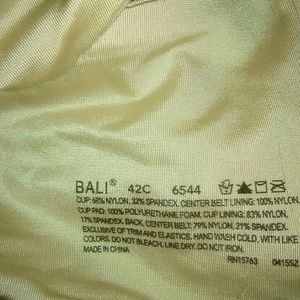 BALI® 42C 6544
CUP: 68% NYLON, 32% SPANDEX. CENTER BELT LINING: 100% NYLON.
CUP PAD: 100% POLYURETHANE FOAM. CUP LINING: 83% NYLON,
17% SPANDEX. BACK, CENTER BELT: 79% NYLON, 21% SPANDEX.
EXCLUSIVE OF TRIM AND ELASTICS. HAND WASH COLD, WITH LIKE
COLORS. DO NOT BLEACH. LINE DRY. DO NOT IRON.
MADE IN CHINA
RN15763 04155Z